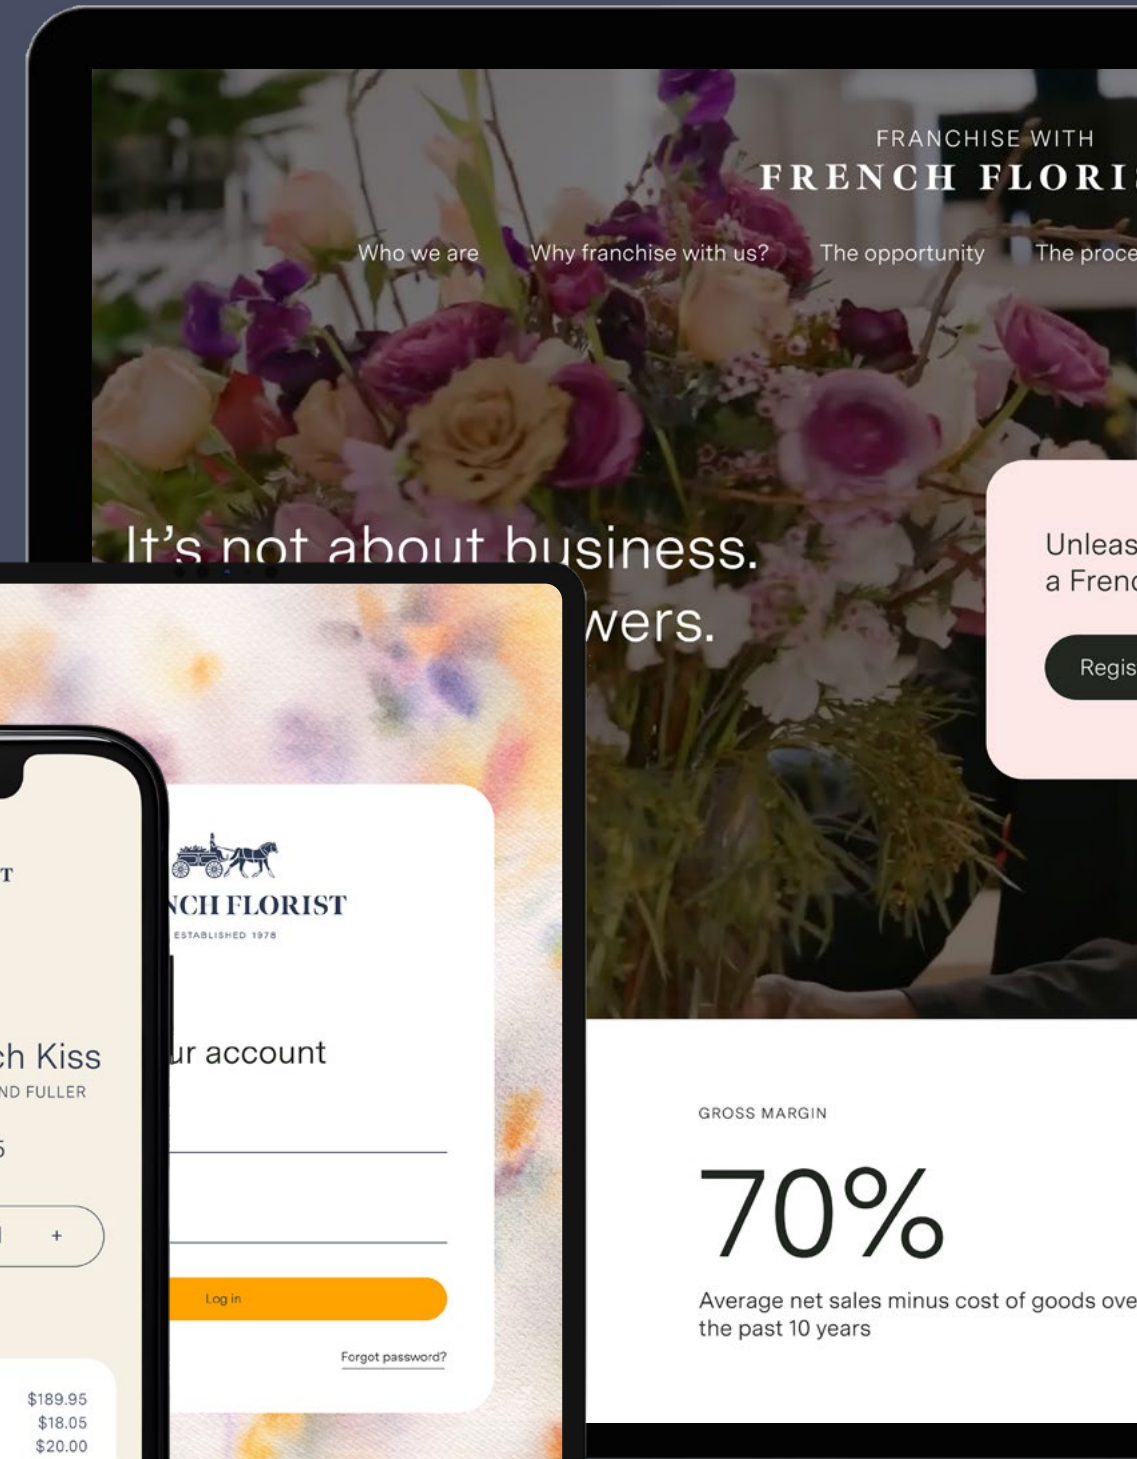 FRANCHISE WITH
FRENCH FLORIS
Who we are Why franchise with us? The opportunity The proce
It's not about business.
wers.
Unleas
a Frenc
Regis
T
ch Kiss
ND FULLER
5
+
$189.95
$18.05
$20.00
NCH FLORIST
ESTABLISHED 1978
ur account
Log in
Forgot password?
GROSS MARGIN
70%
Average net sales minus cost of goods ove
the past 10 years